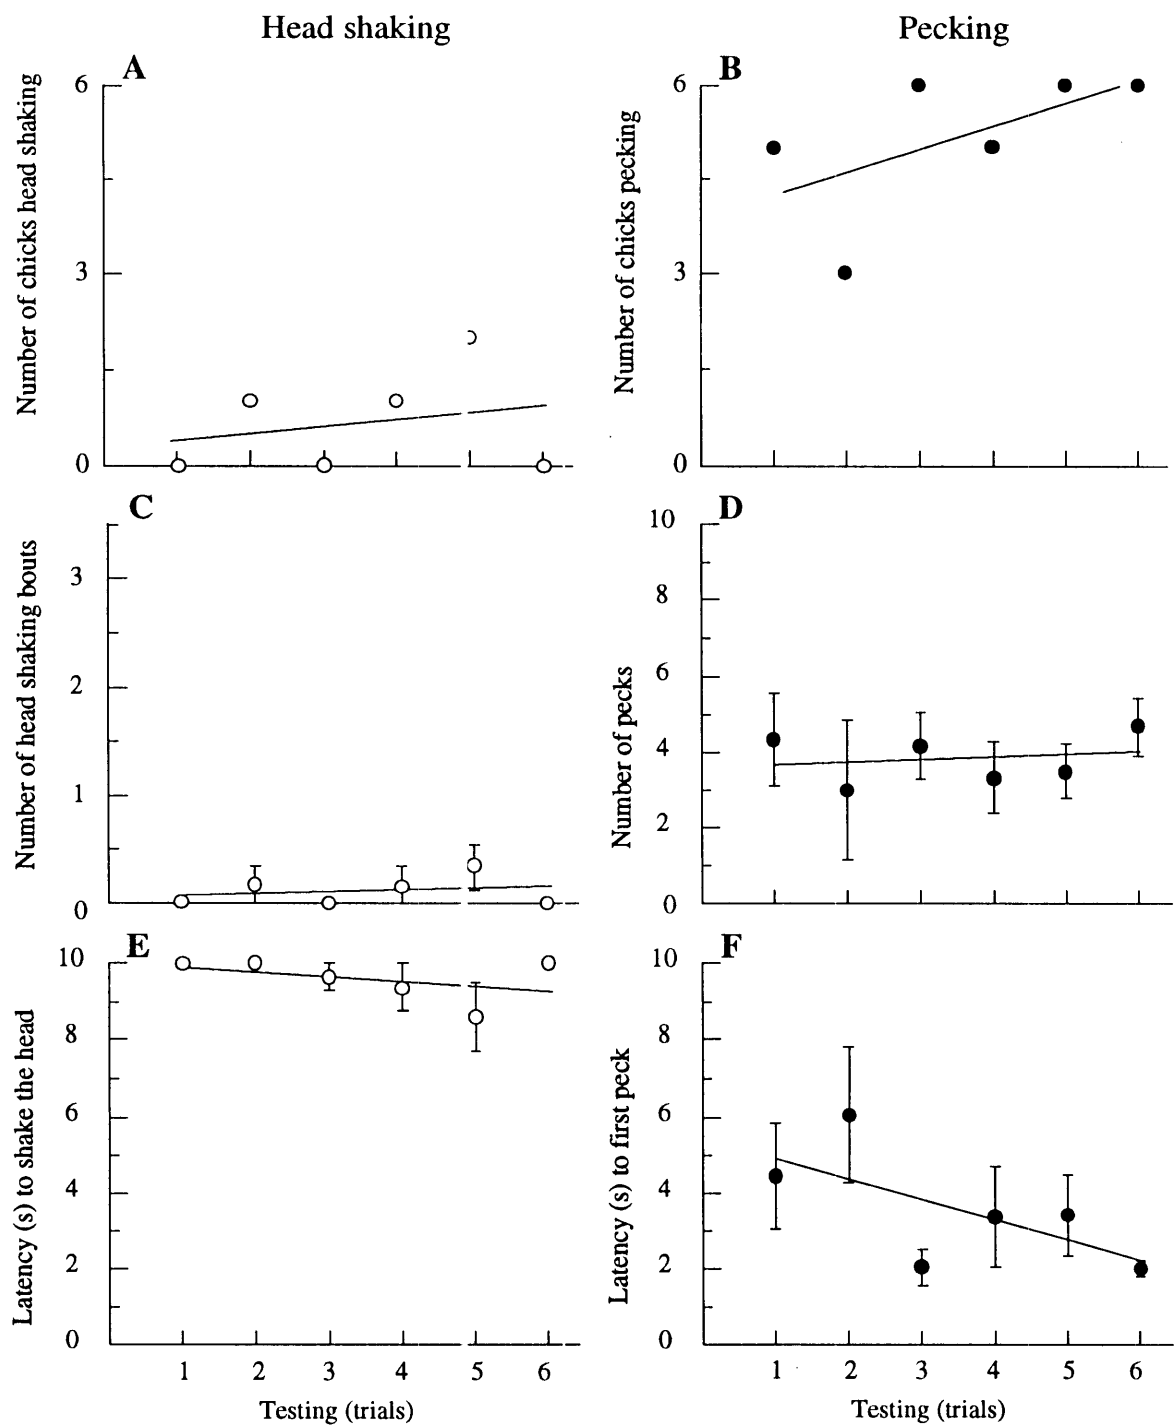 Head shaking
Pecking
A
Number of chicks head shaking
6
3
0
B
Number of chicks pecking
6
3
0
C
Number of head shaking bouts
3
2
1
0
D
Number of pecks
10
8
6
4
2
0
E
Latency (s) to shake the head
10
8
6
4
2
0
1 2 3 4 5 6
Testing (trials)
F
Latency (s) to first peck
10
8
6
4
2
0
1 2 3 4 5 6
Testing (trials)